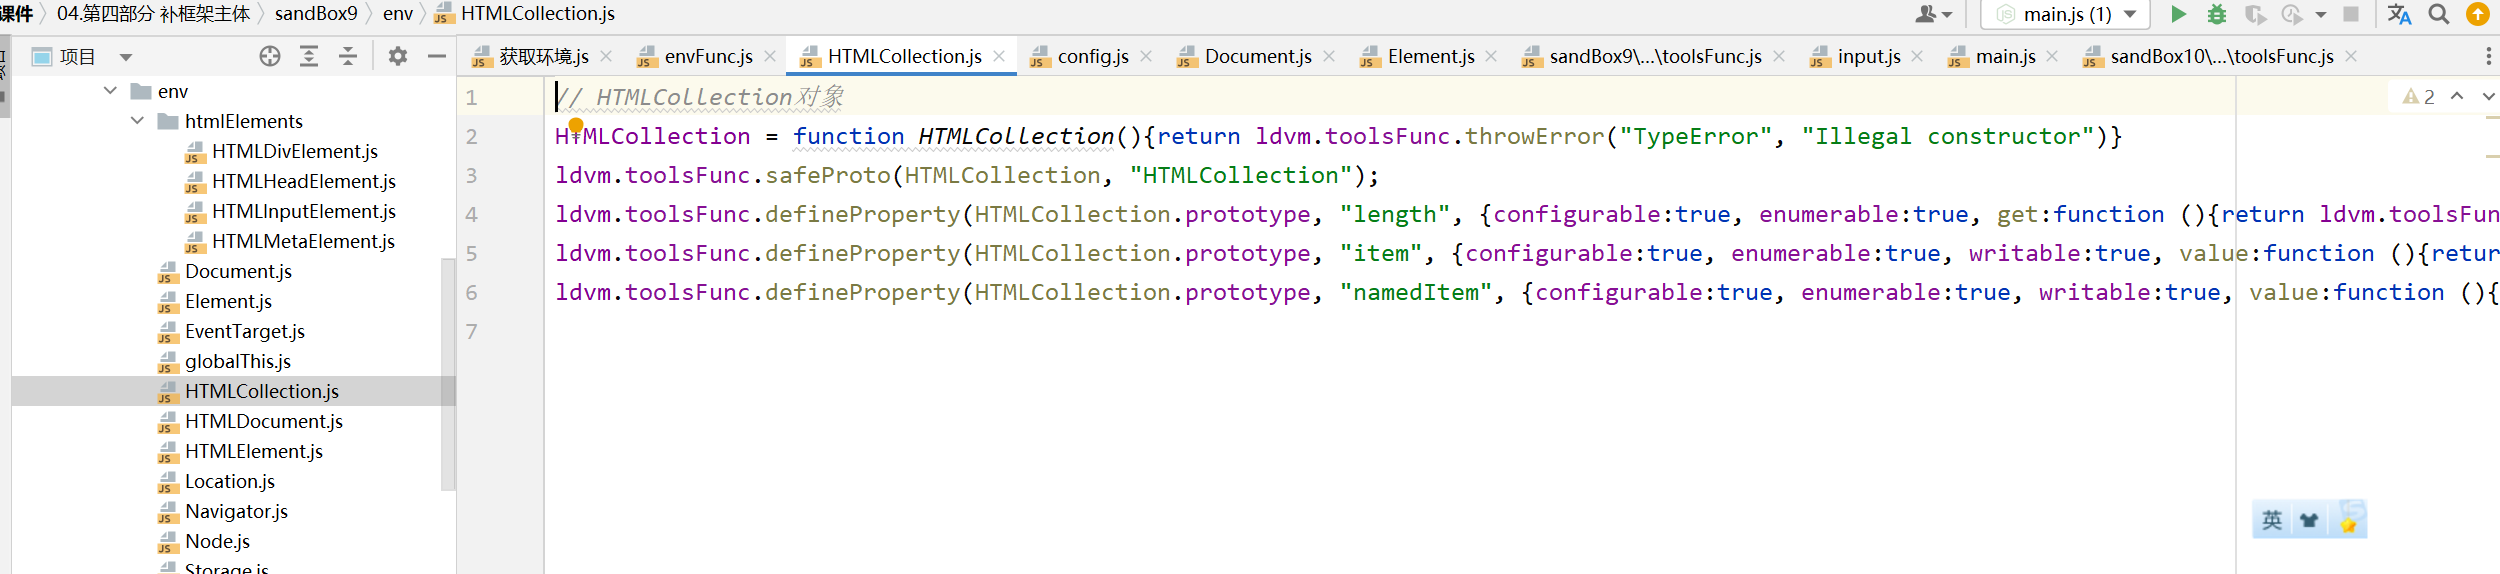 课件 04.第四部分 补框架主体 sandBox9 env HTMLCollection.js main.js (1)
项目 获取环境.js envFunc.js HTMLCollection.js config.js Document.js Element.js sandBox9\...\toolsFunc.js input.js main.js sandBox10\...\toolsFunc.js
env
htmlElements
HTMLDivElement.js
HTMLHeadElement.js
HTMLInputElement.js
HTMLMetaElement.js
Document.js
Element.js
EventTarget.js
globalThis.js
HTMLCollection.js
HTMLDocument.js
HTMLElement.js
Location.js
Navigator.js
Node.js
Storage.js
1 // HTMLCollection对象 2
2 HTMLCollection = function HTMLCollection(){return ldvm.toolsFunc.throwError("TypeError", "Illegal constructor")}
3 ldvm.toolsFunc.safeProto(HTMLCollection, "HTMLCollection");
4 ldvm.toolsFunc.defineProperty(HTMLCollection.prototype, "length", {configurable:true, enumerable:true, get:function (){return ldvm.toolsFun
5 ldvm.toolsFunc.defineProperty(HTMLCollection.prototype, "item", {configurable:true, enumerable:true, writable:true, value:function (){retur
6 ldvm.toolsFunc.defineProperty(HTMLCollection.prototype, "namedItem", {configurable:true, enumerable:true, writable:true, value:function (){
7
英